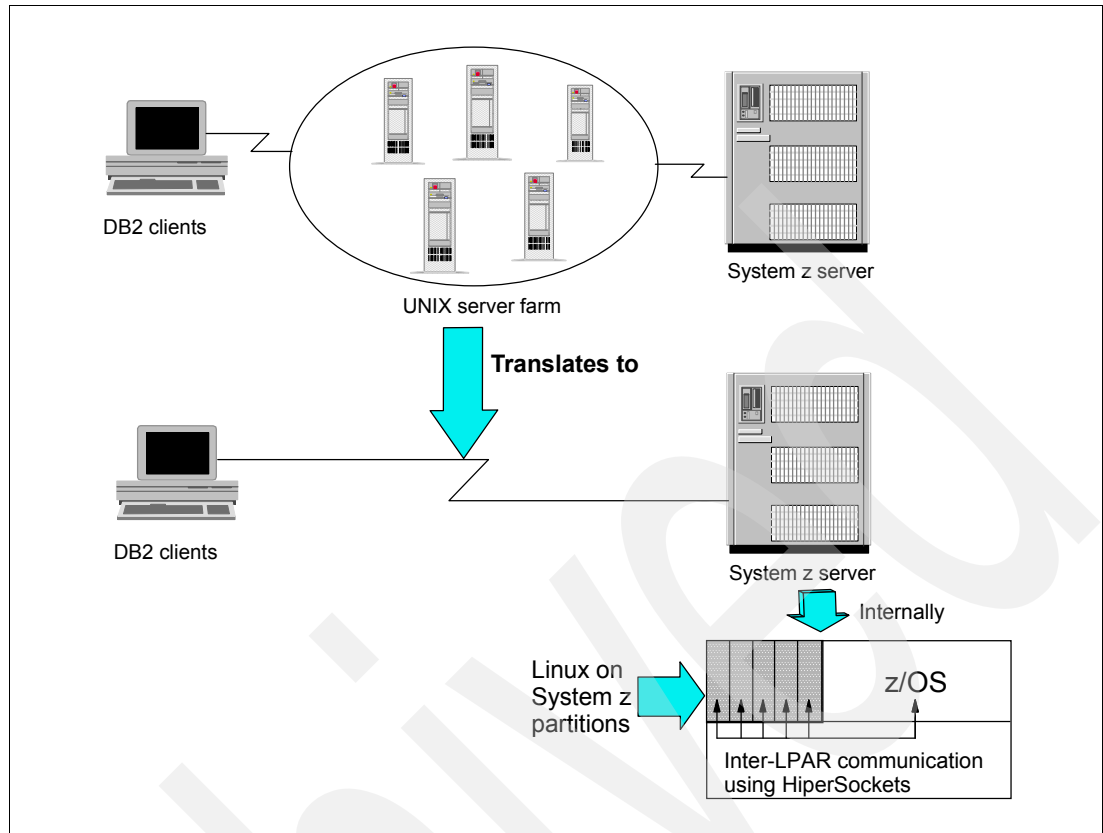 DB2 clients
UNIX server farm
System z server
Translates to
DB2 clients
System z server
Internally
Linux on
System z
partitions
z/OS
Inter-LPAR communication
using HiperSockets